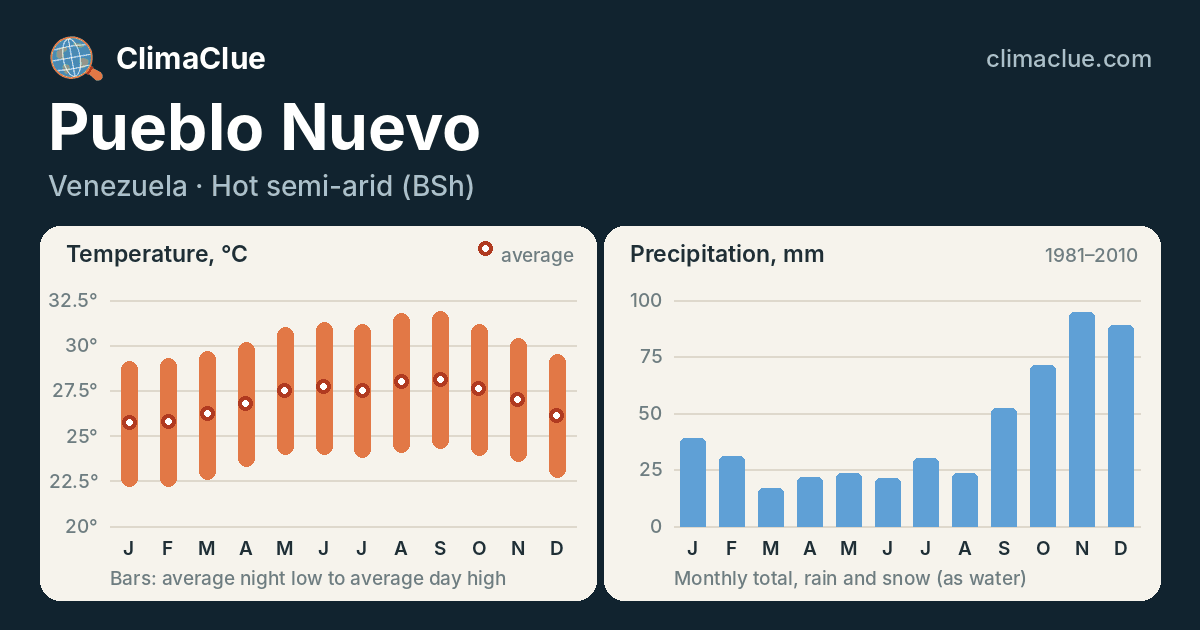 ClimaClue
climaclue.com
Pueblo Nuevo
Venezuela · Hot semi-arid (BSh)
Temperature, °C
average
32.5°
30°
27.5°
25°
22.5°
20°
J F M A M J J A S O N D
Bars: average night low to average day high
Precipitation, mm
1981–2010
100
75
50
25
0
J F M A M J J A S O N D
Monthly total, rain and snow (as water)